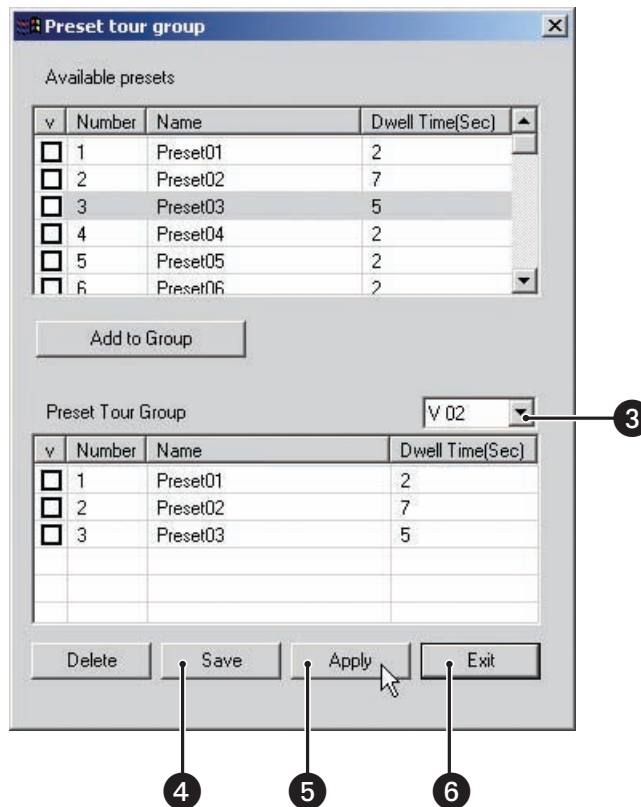 Preset tour group
Available presets
v Number Name Dwell Time(Sec)
1 Preset01 2
2 Preset02 7
3 Preset03 5
4 Preset04 2
5 Preset05 2
6 Preset06 2
Add to Group
Preset Tour Group V 02
3
v Number Name Dwell Time(Sec)
1 Preset01 2
2 Preset02 7
3 Preset03 5
Delete Save Apply Exit
4 5 6